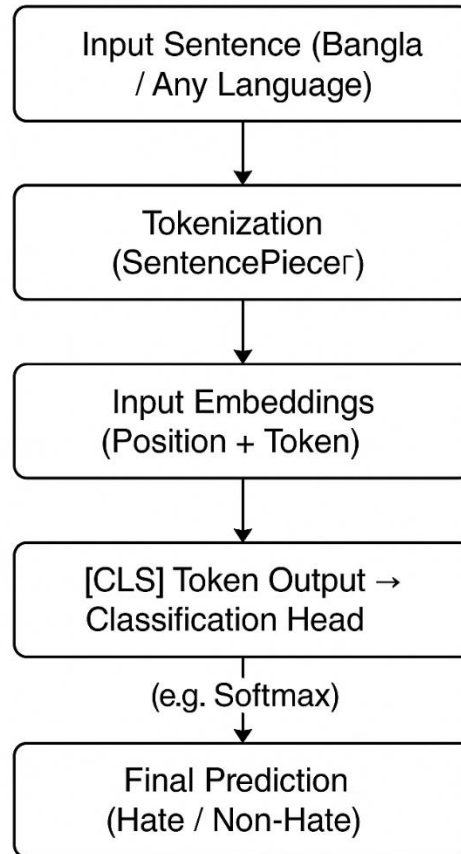 Input Sentence (Bangla
/ Any Language)
Tokenization
(SentencePieceг)
Input Embeddings
(Position + Token)
[CLS] Token Output →
Classification Head
(e.g. Softmax)
Final Prediction
(Hate / Non-Hate)